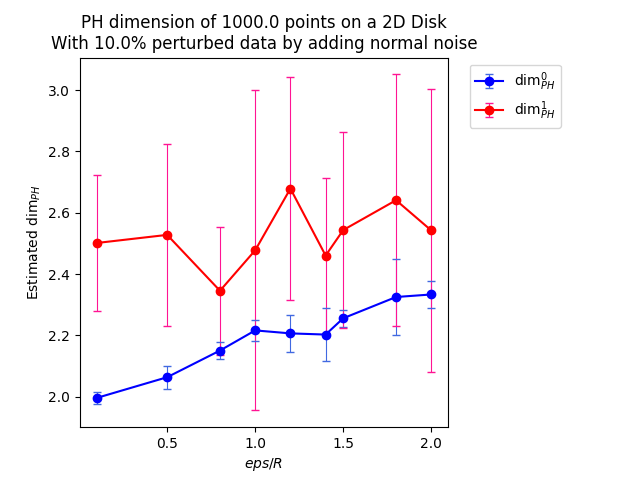 PH dimension of 1000.0 points on a 2D Disk
With 10.0% perturbed data by adding normal noise
3.0
2.8
2.6
2.4
2.2
2.0
Estimated dim_{PH}
0.5 1.0 1.5 2.0
eps/R
dim^0_{PH}
dim^1_{PH}